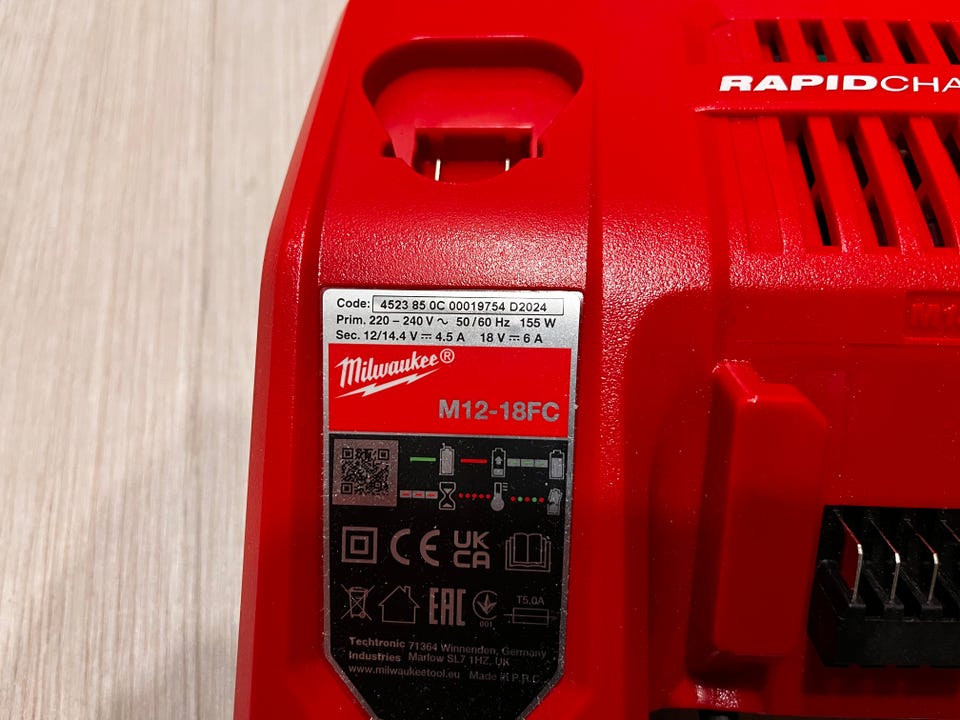 RAPIDCHA
Code: 4523 85 0C 00019754 D2024
Prim. 220 – 240 V ~ 50/60 Hz 155 W
Sec. 12/14.4 V ⎓ 4.5 A 18 V ⎓ 6 A
Milwaukee®
M12-18FC
CE UK CA
EAC 001 T5.0A
Techtronic 71364 Winnenden, Germany
Industries Marlow SL7 1HZ, UK
www.milwaukeetool.eu Made in P.R.C.